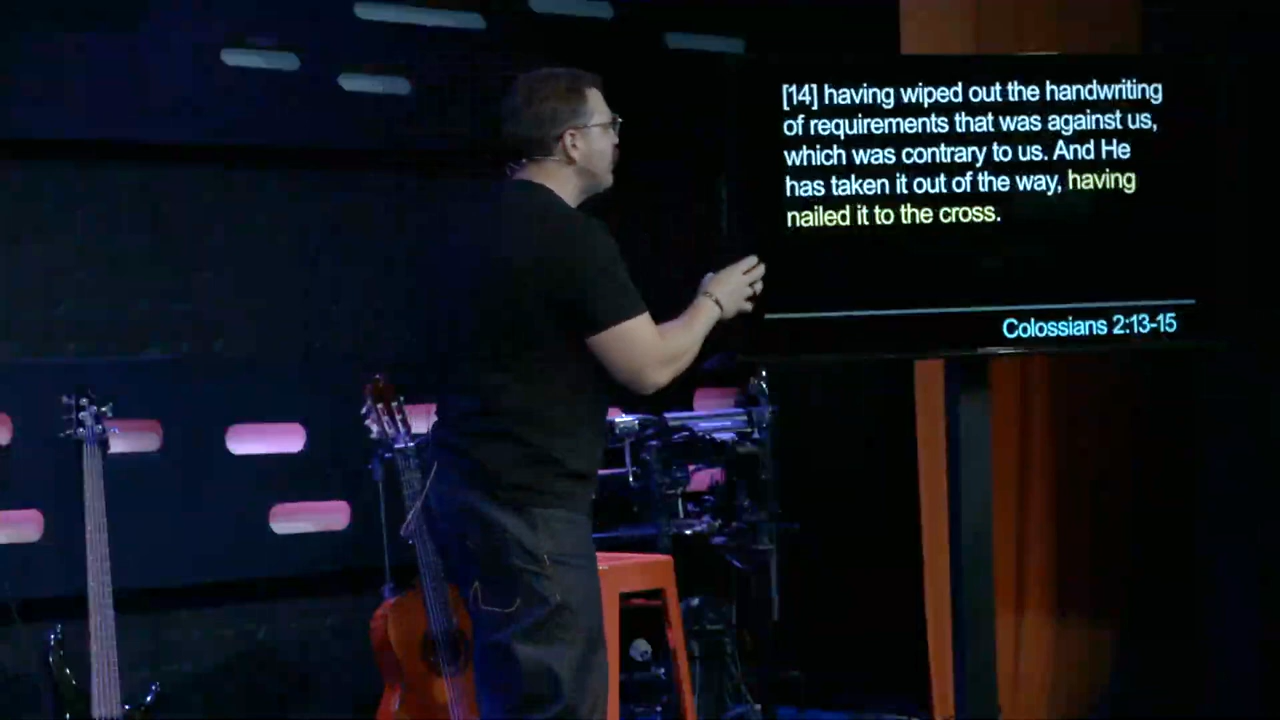 [14] having wiped out the handwriting
of requirements that was against us,
which was contrary to us. And He
has taken it out of the way, having
nailed it to the cross.
Colossians 2:13-15